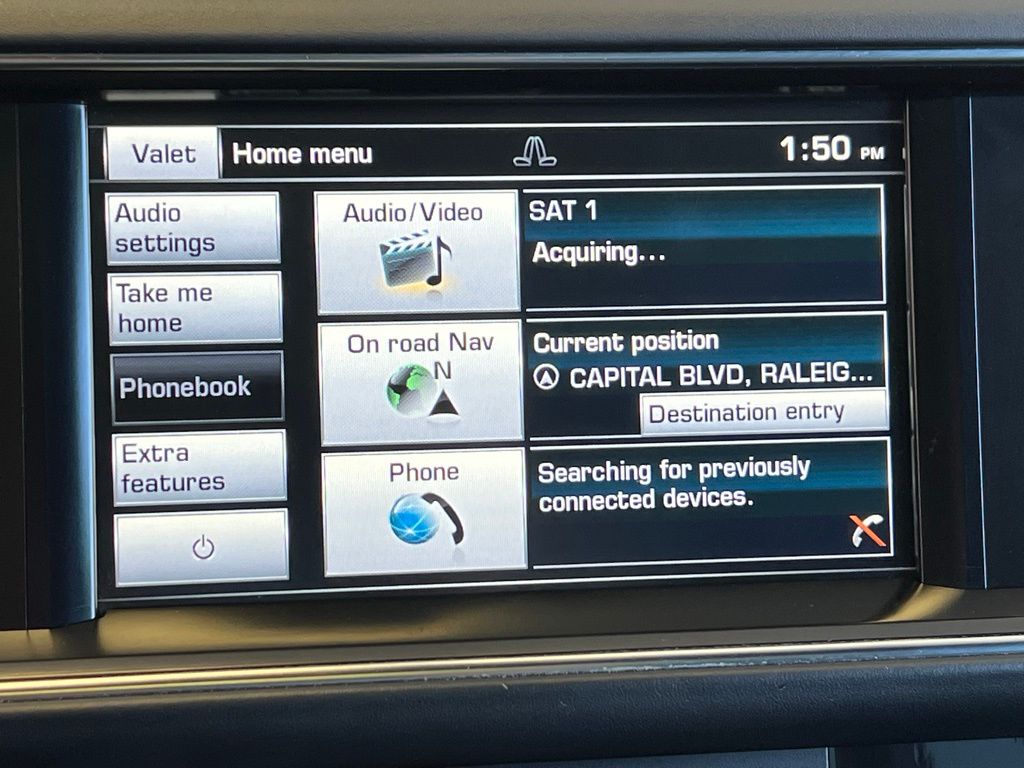 Valet
Home menu
1:50 PM
Audio
settings
Take me
home
Phonebook
Extra
features
Audio/Video
SAT 1
Acquiring...
On road Nav
N
Current position
CAPITAL BLVD, RALEIG...
Destination entry
Phone
Searching for previously
connected devices.